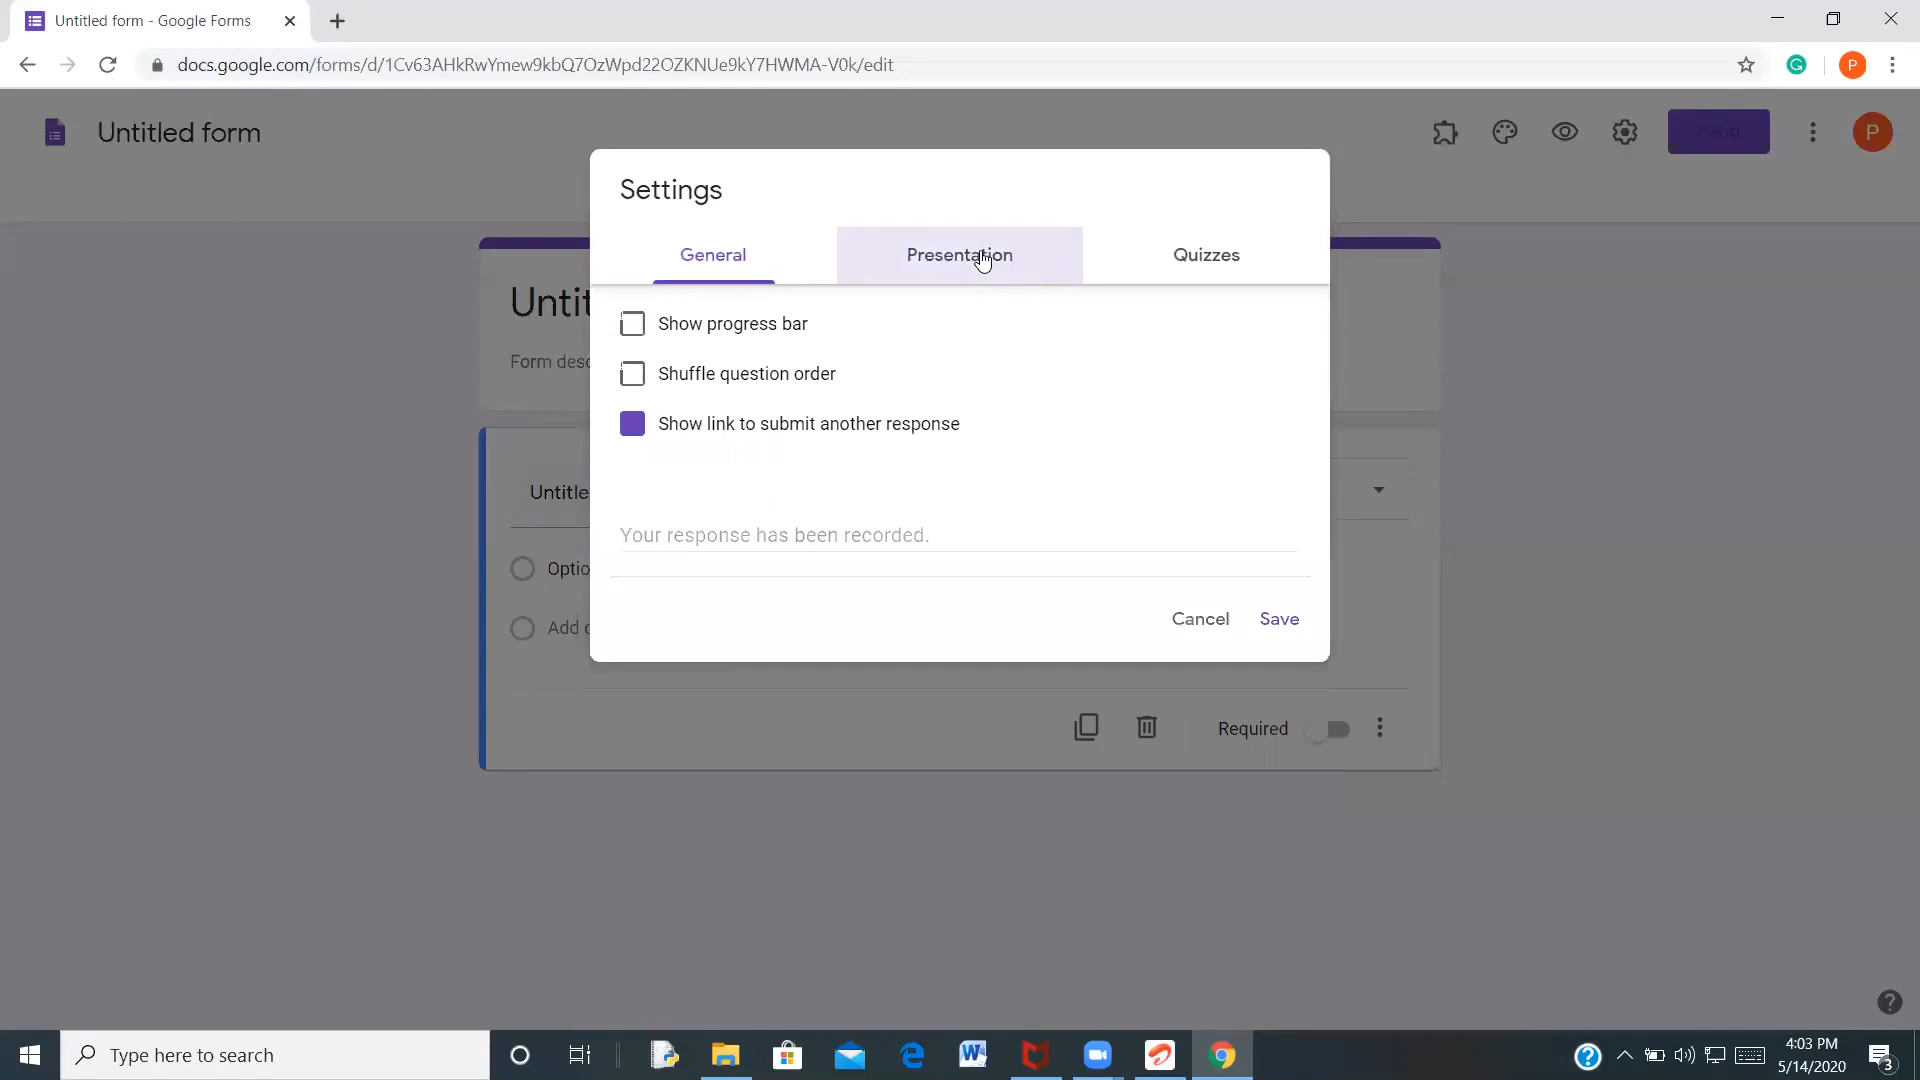 Untitled form - Google Forms
docs.google.com/forms/d/1Cv63AHkRwYmew9kbQ7OzWpd22OZKNUe9kY7HWMA-V0k/edit
P
Untitled form
P
Settings
General
Presentation
Quizzes
Show progress bar
Shuffle question order
Show link to submit another response
Your response has been recorded.
Cancel
Save
Untit
Form desc
Untitle
Optio
Add
Required
Type here to search
4:03 PM
5/14/2020
3